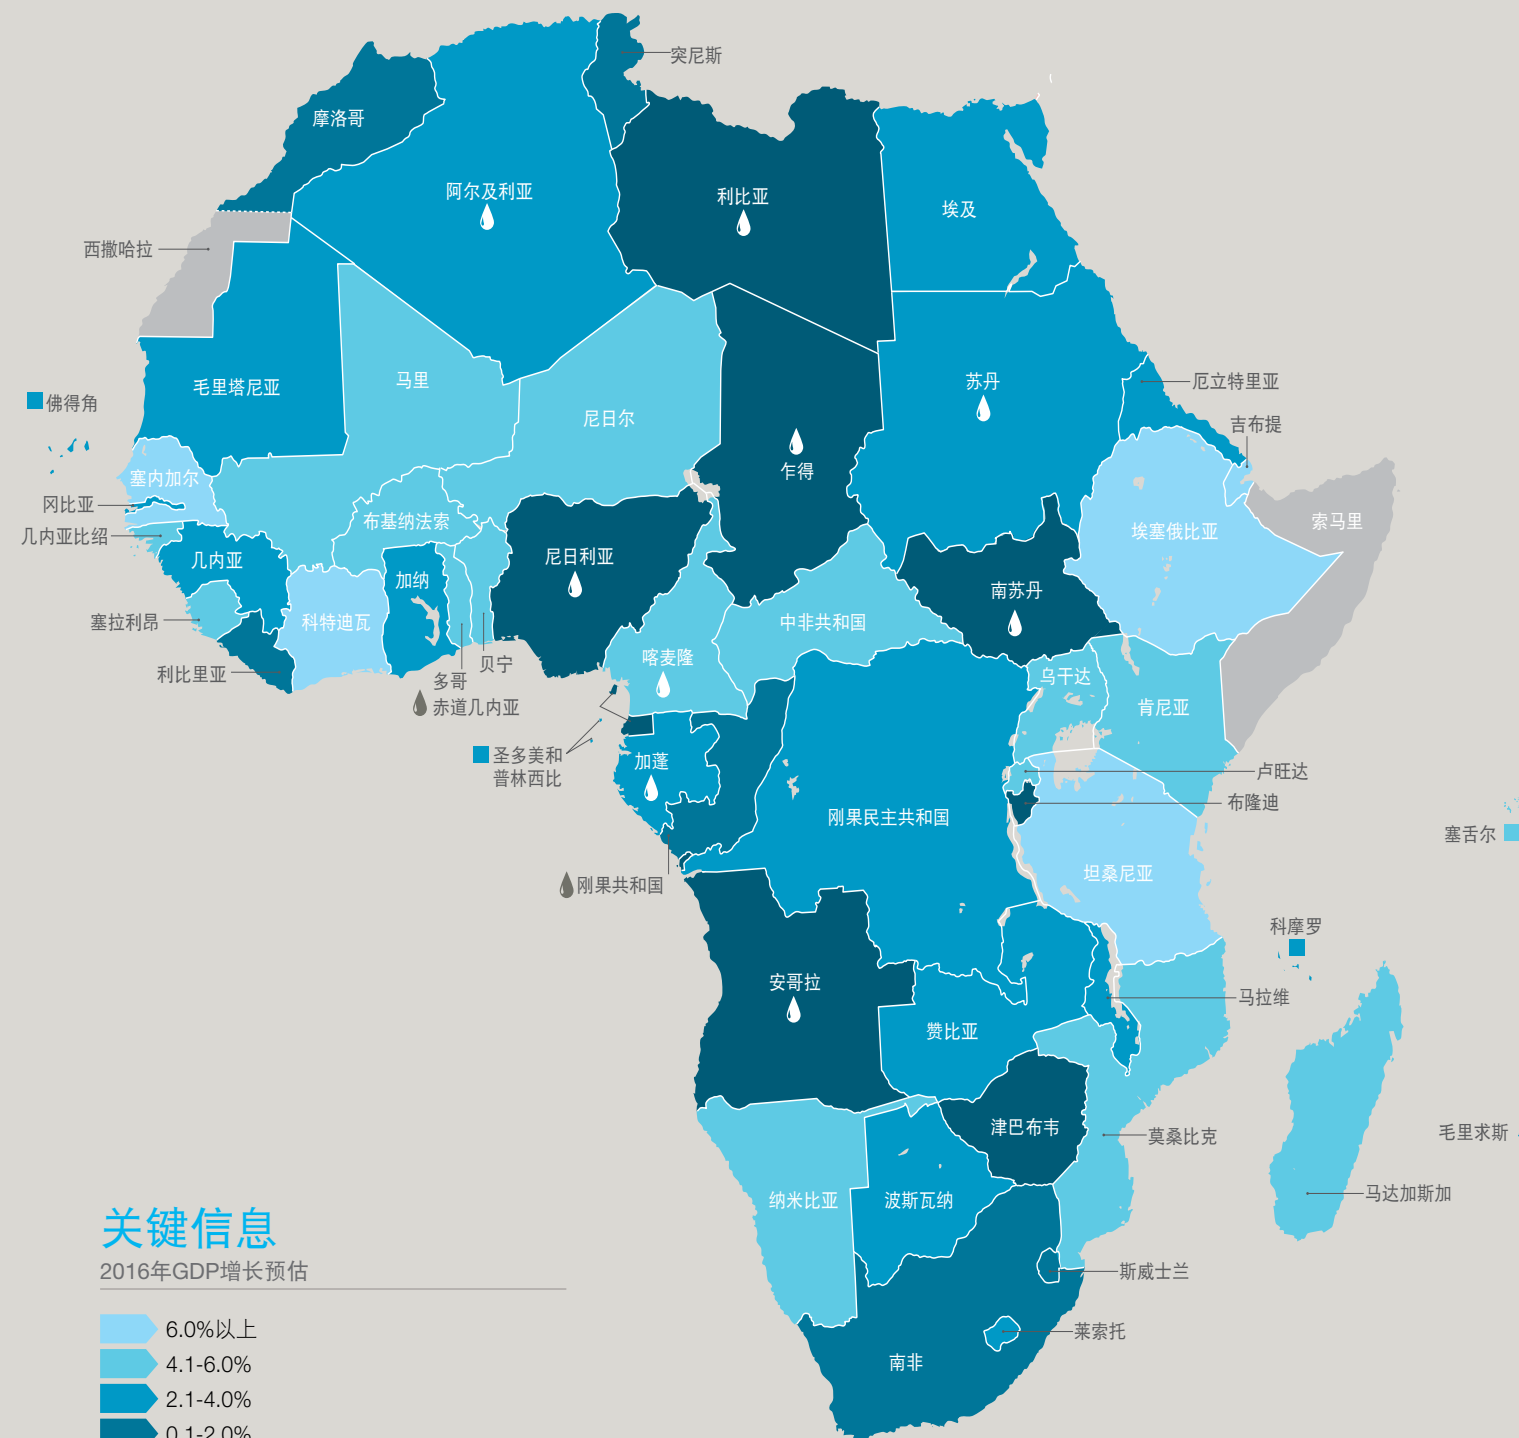 突尼斯
摩洛哥
阿尔及利亚
利比亚
埃及
西撒哈拉
毛里塔尼亚
马里
尼日尔
乍得
苏丹
厄立特里亚
佛得角
吉布提
塞内加尔
冈比亚
几内亚比绍
布基纳法索
尼日利亚
埃塞俄比亚
索马里
几内亚
加纳
南苏丹
塞拉利昂
科特迪瓦
中非共和国
利比里亚
贝宁
多哥
喀麦隆
乌干达
肯尼亚
赤道几内亚
圣多美和
普林西比
加蓬
卢旺达
布隆迪
刚果民主共和国
塞舌尔
坦桑尼亚
刚果共和国
科摩罗
安哥拉
马拉维
赞比亚
津巴布韦
莫桑比克
毛里求斯
纳米比亚
波斯瓦纳
马达加斯加
斯威士兰
莱索托
南非
关键信息
2016年GDP增长预估
6.0%以上
4.1-6.0%
2.1-4.0%
0.1-2.0%